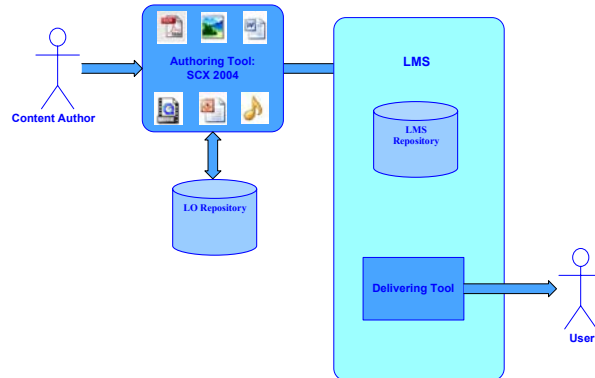 Authoring Tool:
SCX 2004
LMS
Content Author
LMS
Repository
LO Repository
Delivering Tool
User